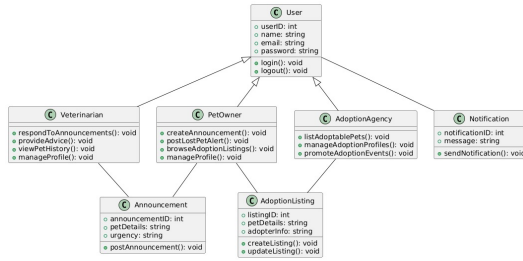 C User
userID: int
name: string
email: string
password: string
login(): void
logout(): void
C Veterinarian
respondToAnnouncements(): void
provideAdvice(): void
viewPetHistory(): void
manageProfile(): void
C PetOwner
createAnnouncement(): void
postLostPetAlert(): void
browseAdoptionListings(): void
manageProfile(): void
C AdoptionAgency
listAdoptablePets(): void
manageAdoptionProfiles(): void
promoteAdoptionEvents(): void
C Notification
notificationID: int
message: string
sendNotification(): void
C Announcement
announcementID: int
petDetails: string
urgency: string
postAnnouncement(): void
C AdoptionListing
listingID: int
petDetails: string
adopterInfo: string
createListing(): void
updateListing(): void